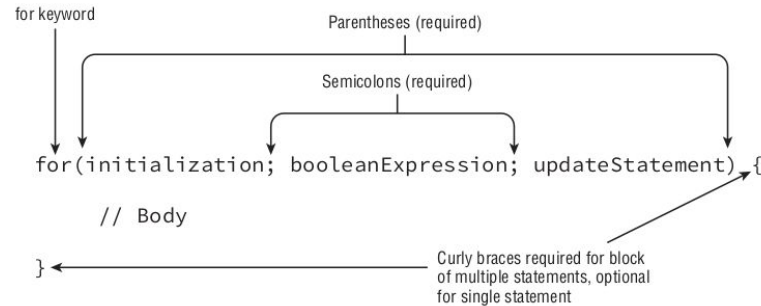 for keyword
Parentheses (required)
Semicolons (required)
for(initialization; booleanExpression; updateStatement) {
// Body
}
Curly braces required for block
of multiple statements, optional
for single statement